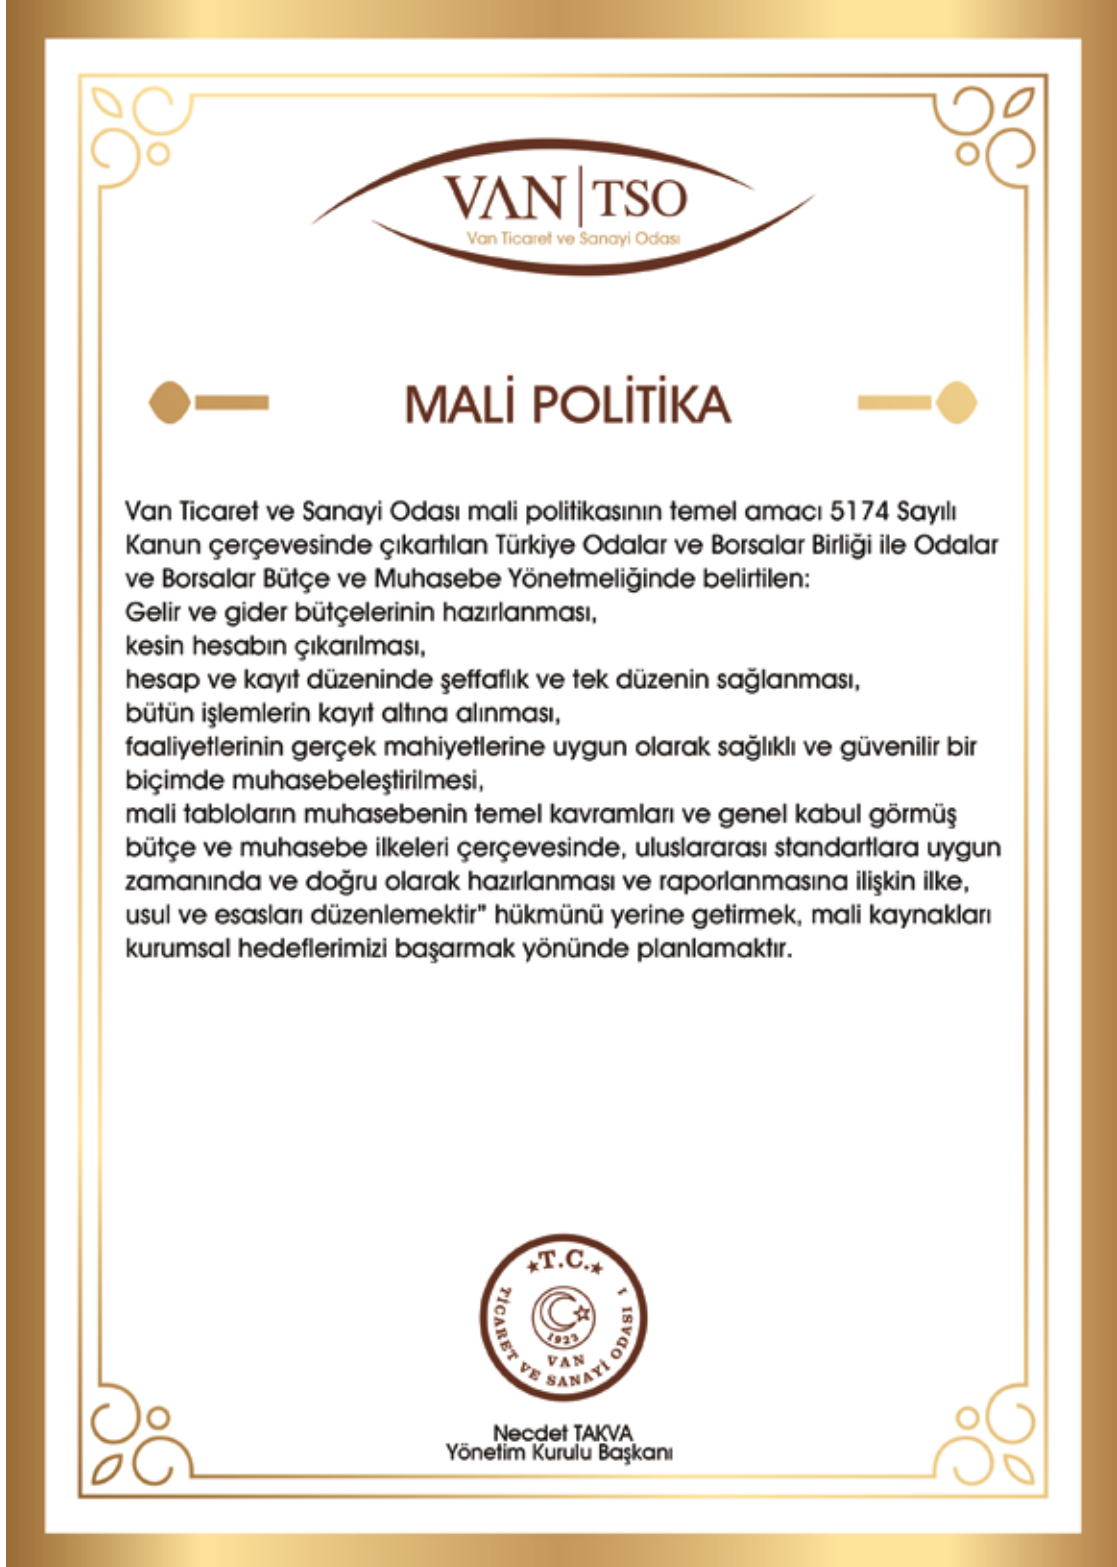 VAN|TSO
Van Ticaret ve Sanayi Odası
MALİ POLİTİKA
Van Ticaret ve Sanayi Odası mali politikasının temel amacı 5174 Sayılı
Kanun çerçevesinde çıkartılan Türkiye Odalar ve Borsalar Birliği ile Odalar
ve Borsalar Bütçe ve Muhasebe Yönetmeliğinde belirtilen:
Gelir ve gider bütçelerinin hazırlanması,
kesin hesabın çıkarılması,
hesap ve kayıt düzeninde şeffaflık ve tek düzenin sağlanması,
bütün işlemlerin kayıt altına alınması,
faaliyetlerinin gerçek mahiyetlerine uygun olarak sağlıklı ve güvenilir bir
biçimde muhasebeleştirilmesi,
mali tabloların muhasebenin temel kavramları ve genel kabul görmüş
bütçe ve muhasebe ilkeleri çerçevesinde, uluslararası standartlara uygun
zamanında ve doğru olarak hazırlanması ve raporlanmasına ilişkin ilke,
usul ve esasları düzenlemektir” hükmünü yerine getirmek, mali kaynakları
kurumsal hedeflerimizi başarmak yönünde planlamaktır.
★T.C.★
TİCARET VE SANAYİ ODASI 1
1923
VAN
Necdet TAKVA
Yönetim Kurulu Başkanı